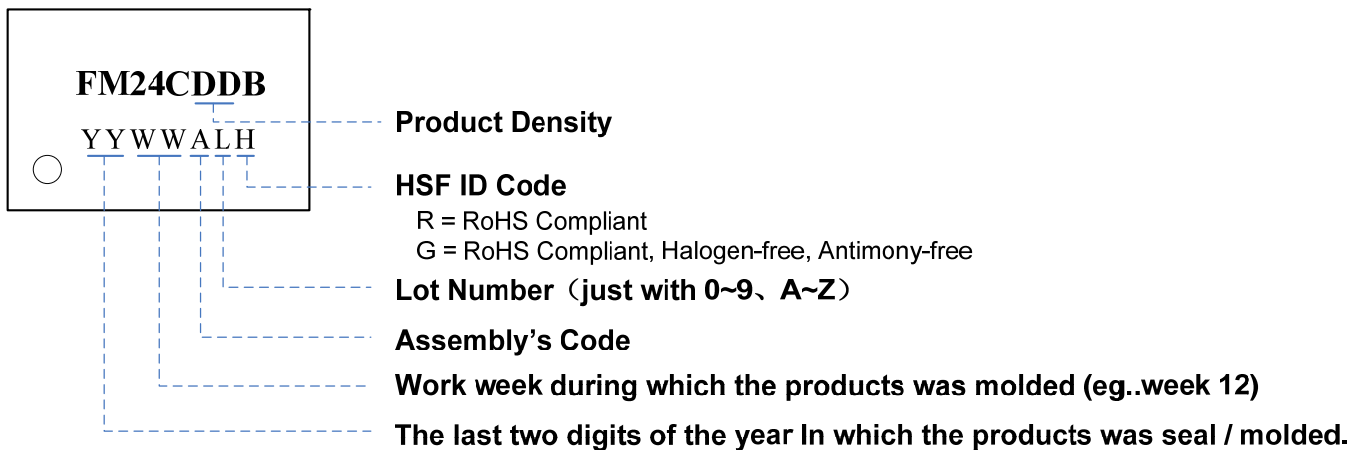 FM24CDDB
YYWWALH
Product Density
HSF ID Code
R = RoHS Compliant
G = RoHS Compliant, Halogen-free, Antimony-free
Lot Number（just with 0~9、A~Z）
Assembly’s Code
Work week during which the products was molded (eg..week 12)
The last two digits of the year In which the products was seal / molded.